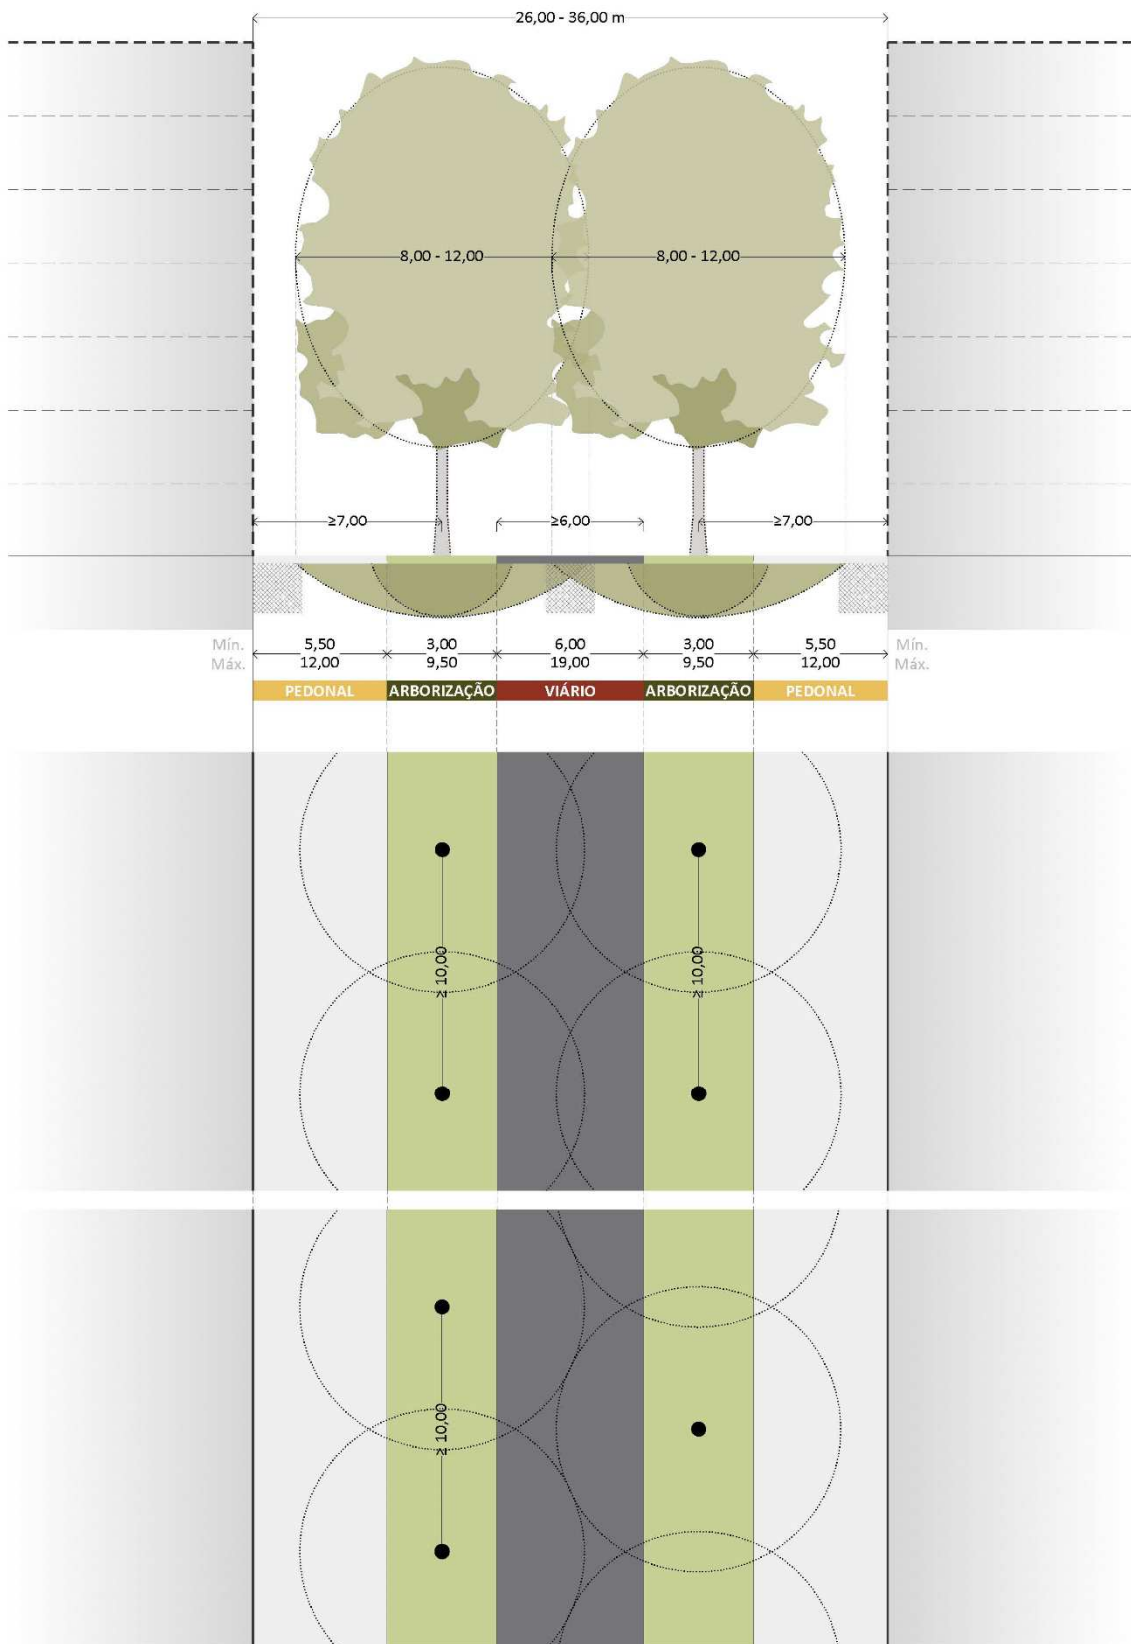 26,00 - 36,00 m
8,00 - 12,00 8,00 - 12,00
≥7,00 ≥6,00 ≥7,00
Mín. 5,50 3,00 6,00 3,00 5,50 Mín.
Máx. 12,00 9,50 19,00 9,50 12,00 Máx.
PEDONAL ARBORIZAÇÃO VIÁRIO ARBORIZAÇÃO PEDONAL
≥ 10,00 ≥ 10,00
≥ 10,00